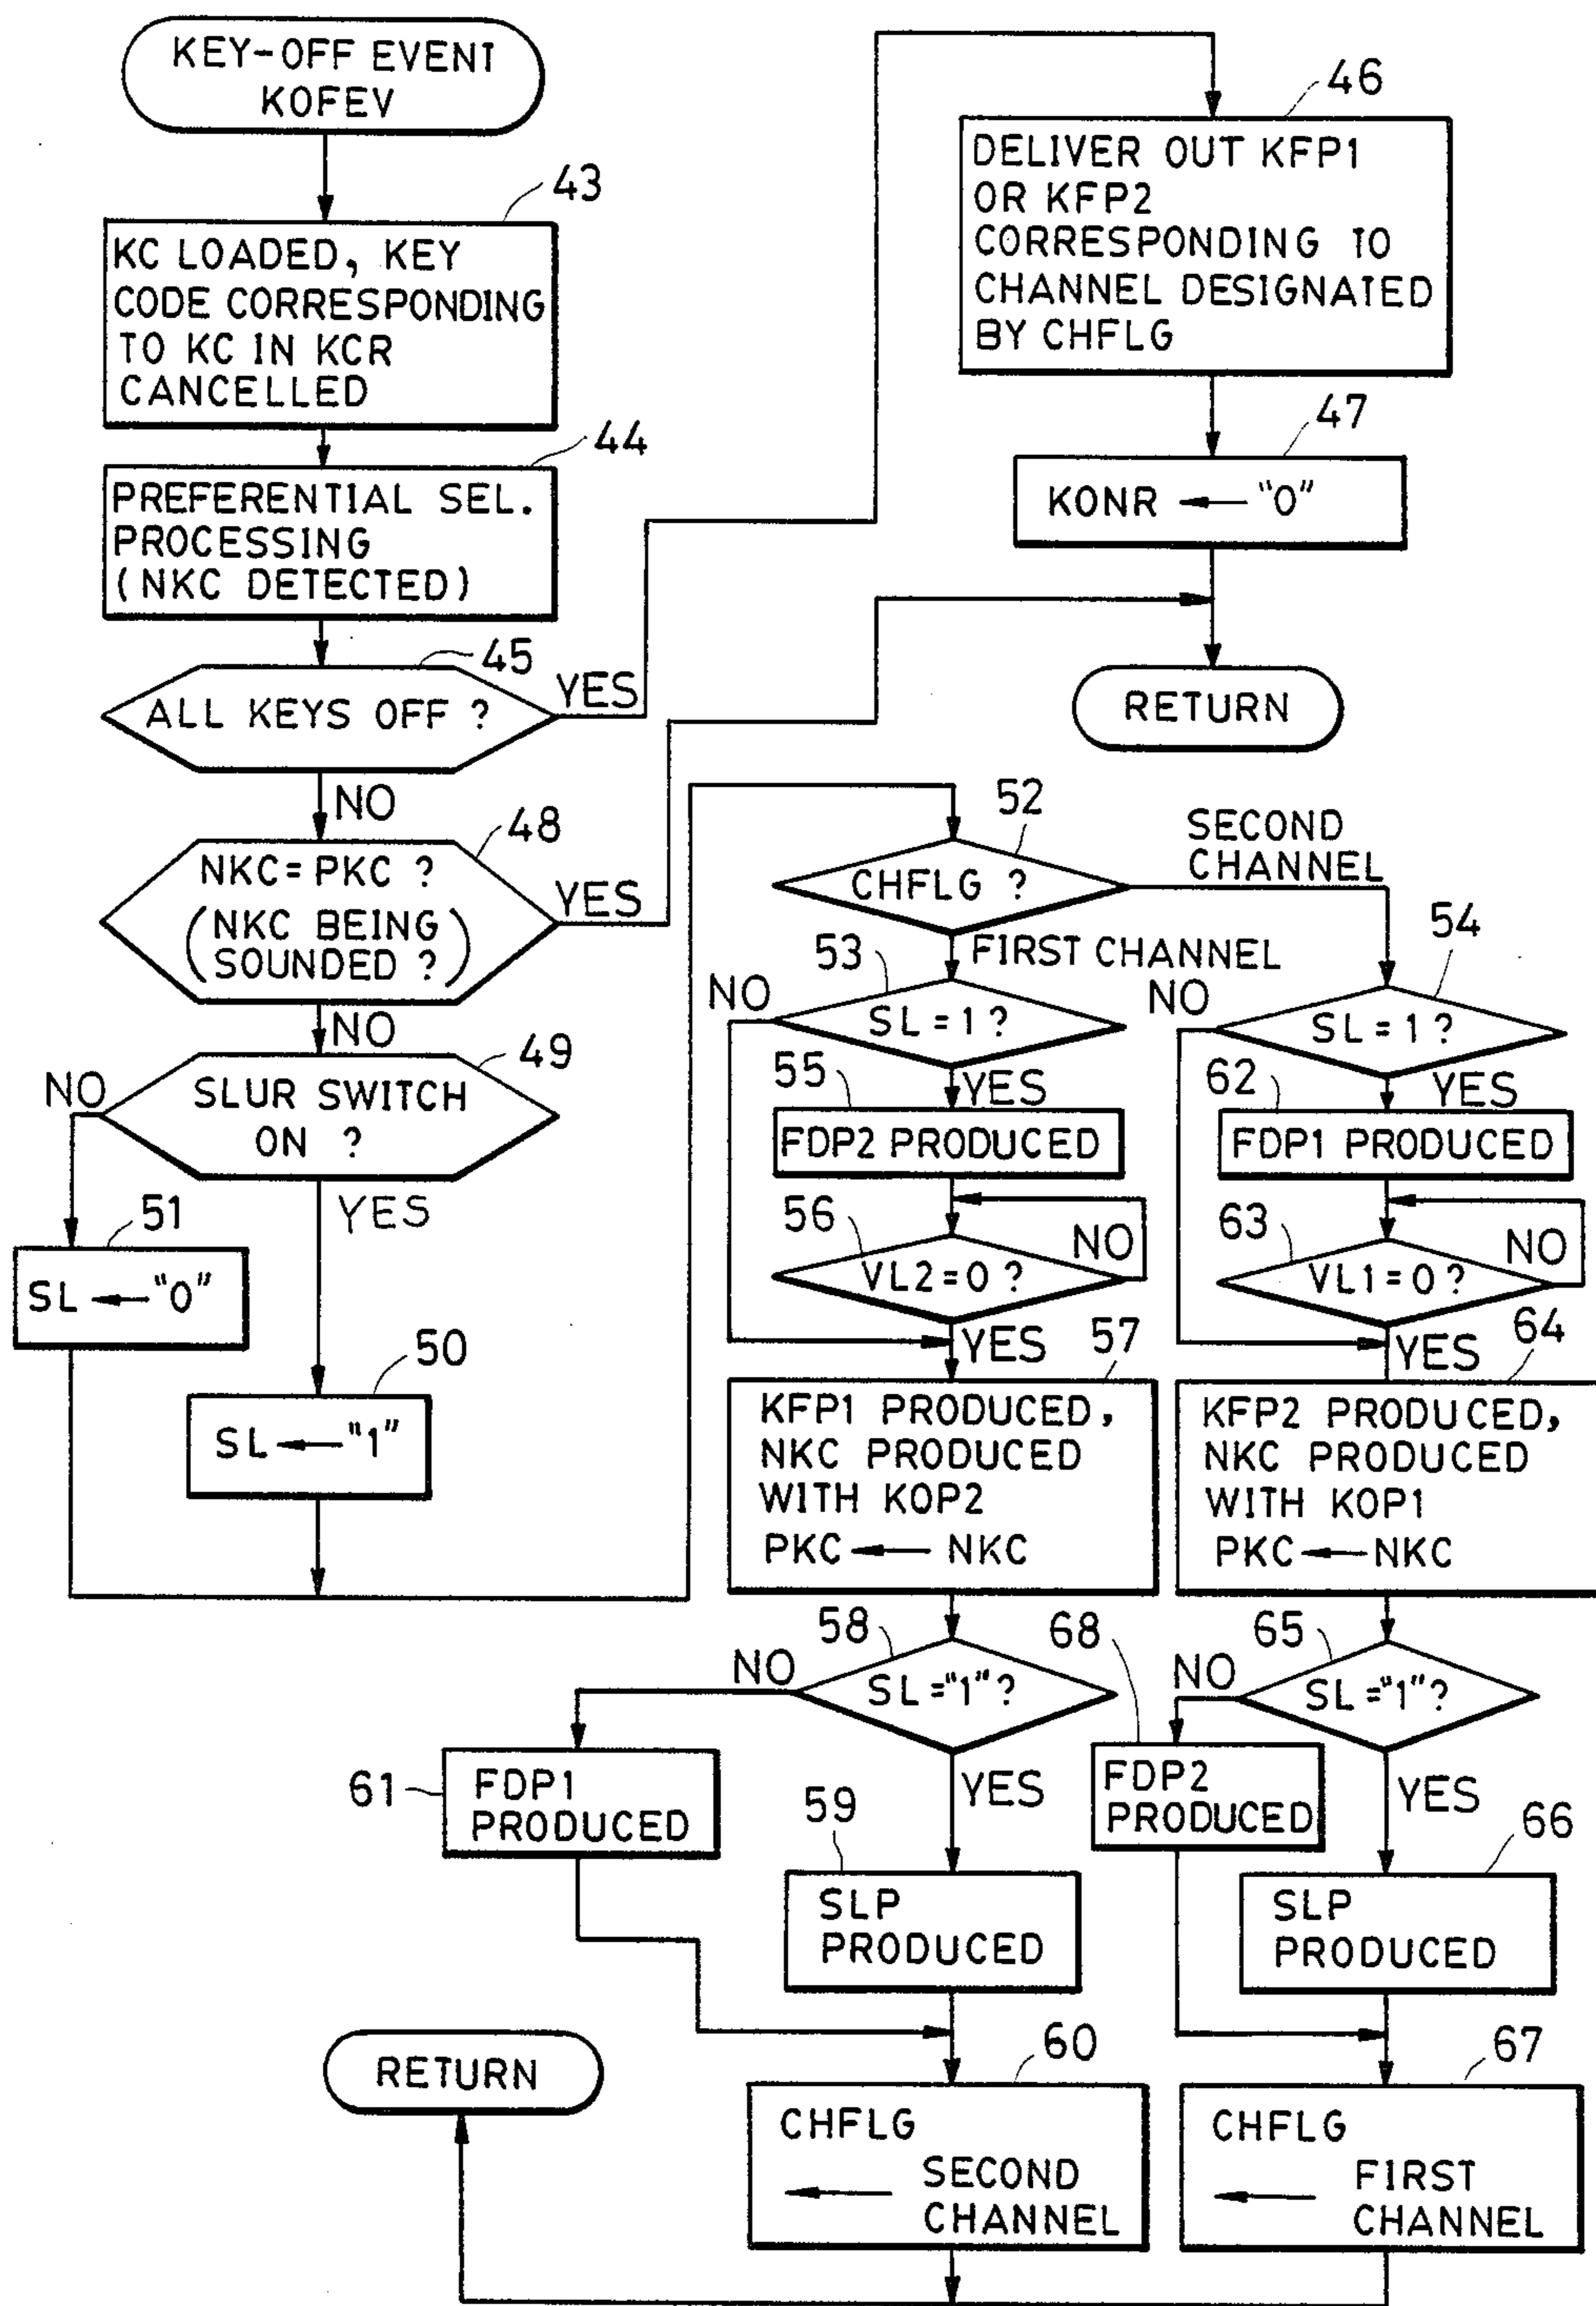 KEY-OFF EVENT
KOFEV
43
KC LOADED, KEY
CODE CORRESPONDING
TO KC IN KCR
CANCELLED
44
PREFERENTIAL SEL.
PROCESSING
(NKC DETECTED)
45
ALL KEYS OFF ?
YES
NO
46
DELIVER OUT KFP1
OR KFP2
CORRESPONDING TO
CHANNEL DESIGNATED
BY CHFLG
47
KONR ← "0"
RETURN
48
NKC=PKC ?
(NKC BEING
SOUNDED ?)
YES
NO
49
SLUR SWITCH
ON ?
NO
YES
51
SL ← "0"
50
SL ← "1"
52
CHFLG ?
SECOND
CHANNEL
FIRST CHANNEL
53
SL=1?
NO
YES
55
FDP2 PRODUCED
56
VL2=0?
NO
YES
57
KFP1 PRODUCED,
NKC PRODUCED
WITH KOP2
PKC ← NKC
58
SL="1"?
NO
YES
61
FDP1
PRODUCED
59
SLP
PRODUCED
60
CHFLG
← SECOND
CHANNEL
54
SL=1?
NO
YES
62
FDP1 PRODUCED
63
VL1=0?
NO
YES
64
KFP2 PRODUCED,
NKC PRODUCED
WITH KOP1
PKC ← NKC
65
SL="1"?
NO
YES
68
FDP2
PRODUCED
66
SLP
PRODUCED
67
CHFLG
← FIRST
CHANNEL
RETURN